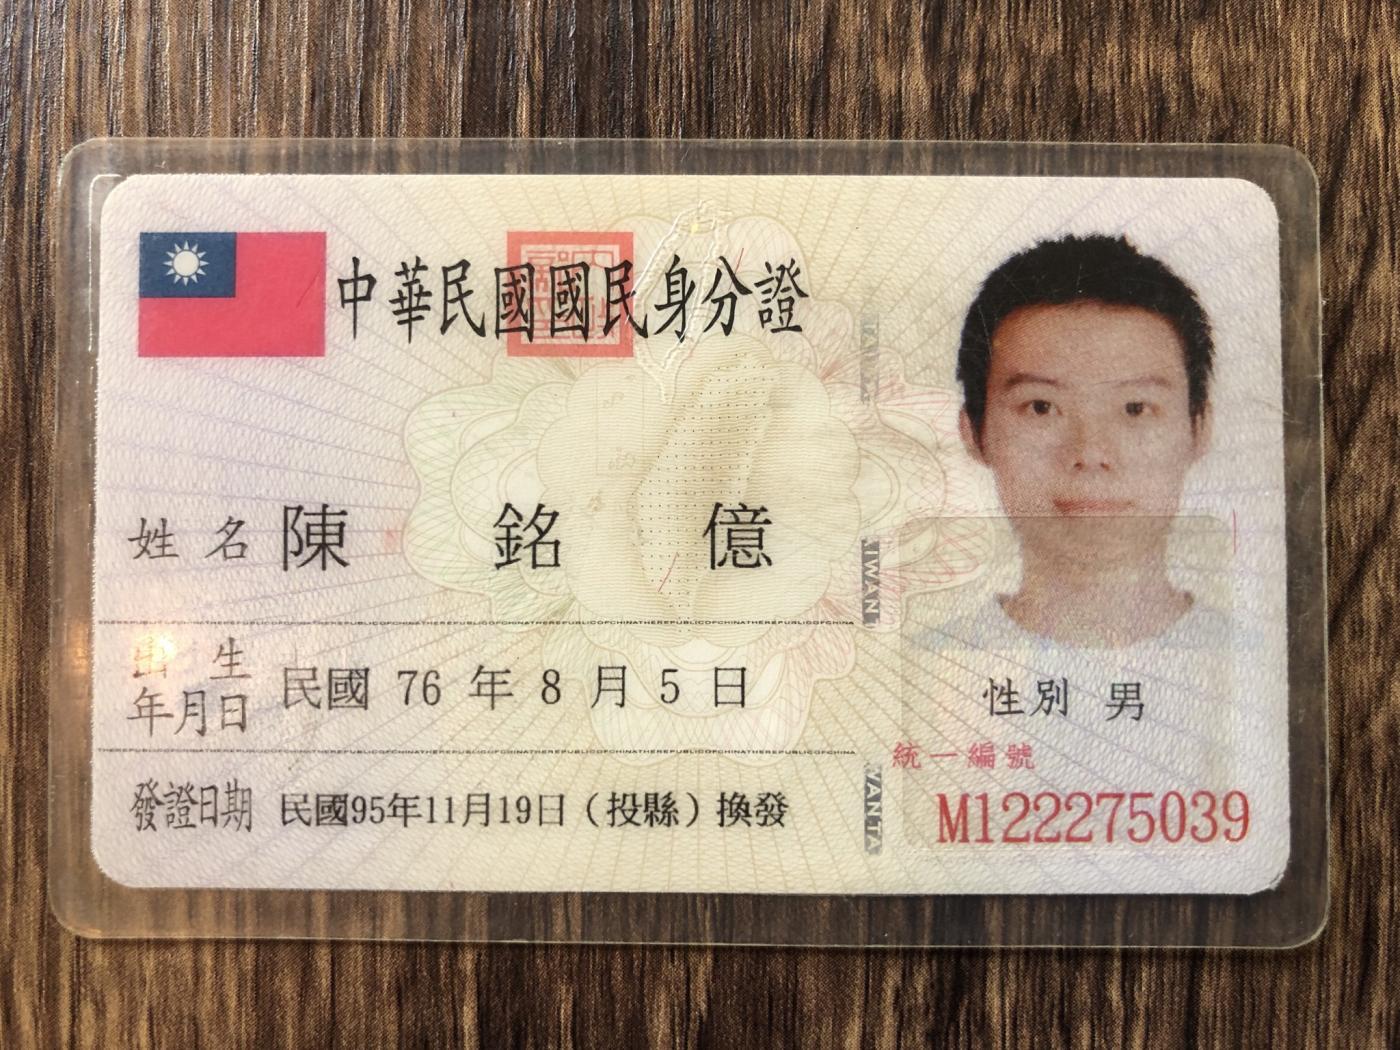 中華民國國民身分證
姓名 陳 銘 億
出生年月日 民國 76 年 8 月 5 日
發證日期 民國95年11月19日（投縣）換發
性別 男
統一編號
M122275039